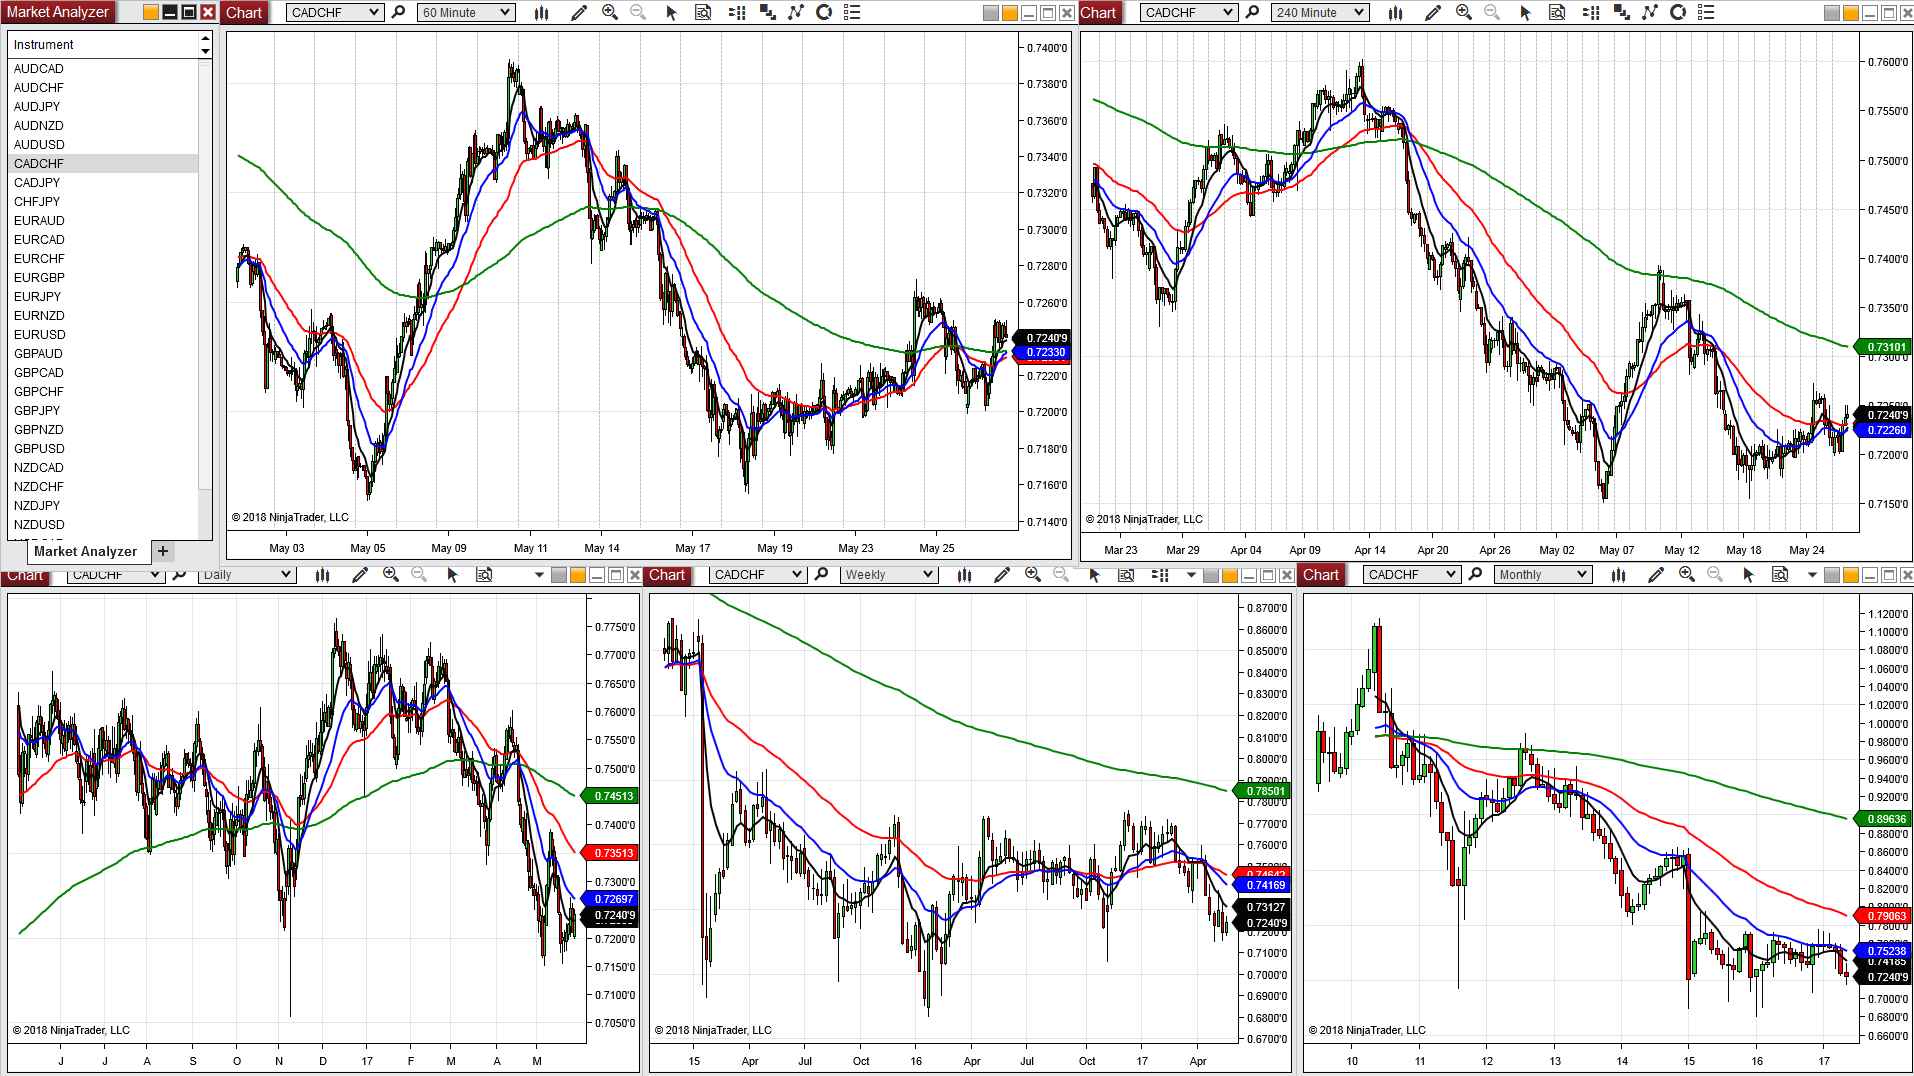 Market Analyzer
Instrument
AUDCAD
AUDCHF
AUDJPY
AUDNZD
AUDUSD
CADCHF
CADJPY
CHFJPY
EURAUD
EURCAD
EURCHF
EURGBP
EURJPY
EURNZD
EURUSD
GBPAUD
GBPCAD
GBPCHF
GBPJPY
GBPNZD
GBPUSD
NZDCAD
NZDCHF
NZDJPY
NZDUSD
Market Analyzer +
Chart CADCHF 60 Minute
0.7400'0
0.7380'0
0.7360'0
0.7340'0
0.7320'0
0.7300'0
0.7280'0
0.7260'0
0.7240'9
0.72330
0.7220'0
0.7200'0
0.7180'0
0.7160'0
0.7140'0
© 2018 NinjaTrader, LLC
May 03 May 05 May 09 May 11 May 14 May 17 May 19 May 23 May 25
Chart CADCHF 240 Minute
0.7600'0
0.7550'0
0.7500'0
0.7450'0
0.7400'0
0.7350'0
0.73101
0.7300'0
0.7240'9
0.72260
0.7200'0
0.7150'0
© 2018 NinjaTrader, LLC
Mar 23 Mar 29 Apr 04 Apr 09 Apr 14 Apr 20 Apr 26 May 02 May 07 May 12 May 18 May 24
Chart CADCHF Daily
0.7750'0
0.7700'0
0.7650'0
0.7600'0
0.7550'0
0.7500'0
0.74513
0.7400'0
0.73513
0.7300'0
0.72697
0.7240'9
0.7200'0
0.7150'0
0.7100'0
0.7050'0
© 2018 NinjaTrader, LLC
J J A S O N D 17 F M A M
Chart CADCHF Weekly
0.8700'0
0.8600'0
0.8500'0
0.8400'0
0.8300'0
0.8200'0
0.8100'0
0.8000'0
0.7900'0
0.78501
0.7800'0
0.7700'0
0.7600'0
0.74642
0.74169
0.73127
0.7240'9
0.7100'0
0.7000'0
0.6900'0
0.6800'0
0.6700'0
© 2018 NinjaTrader, LLC
15 Apr Jul Oct 16 Apr Jul Oct 17 Apr
Chart CADCHF Monthly
1.1200'0
1.1000'0
1.0800'0
1.0600'0
1.0400'0
1.0200'0
1.0000'0
0.9800'0
0.9600'0
0.9400'0
0.9200'0
0.89636
0.8800'0
0.8600'0
0.8400'0
0.8200'0
0.79063
0.7800'0
0.75238
0.74185
0.7240'9
0.7000'0
0.6800'0
0.6600'0
© 2018 NinjaTrader, LLC
10 11 12 13 14 15 16 17